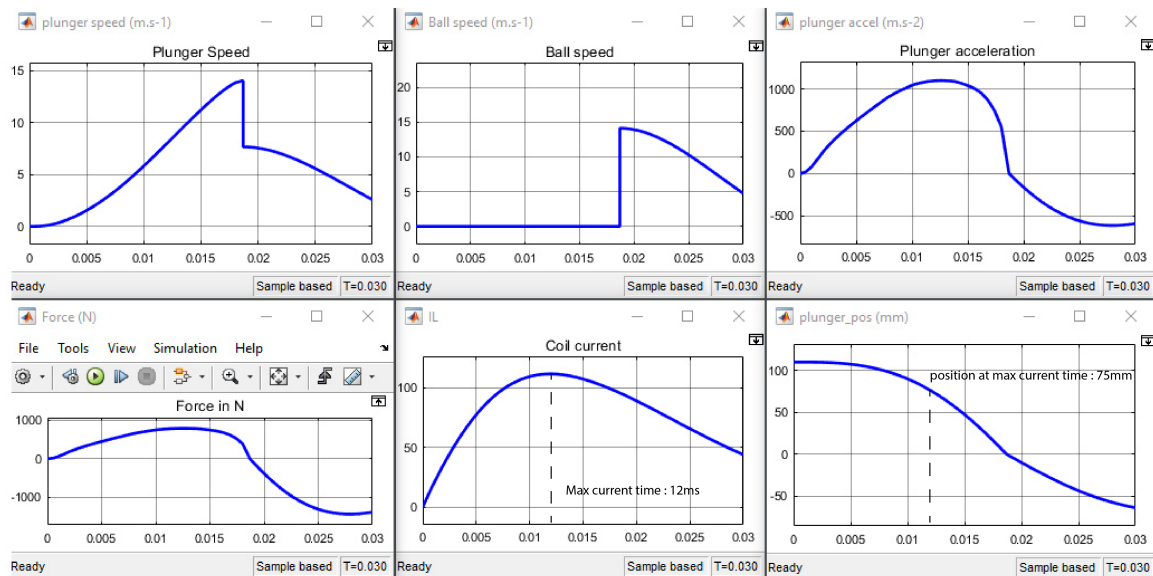 plunger speed (m.s-1)
Plunger Speed
15
10
5
0
0 0.005 0.01 0.015 0.02 0.025 0.03
Ready Sample based T=0.030
Ball speed (m.s-1)
Ball speed
20
15
10
5
0
0 0.005 0.01 0.015 0.02 0.025 0.03
Ready Sample based T=0.030
plunger accel (m.s-2)
Plunger acceleration
1000
500
0
-500
0 0.005 0.01 0.015 0.02 0.025 0.03
Ready Sample based T=0.030
Force (N)
File Tools View Simulation Help
Force in N
1000
0
-1000
0 0.005 0.01 0.015 0.02 0.025 0.03
Ready Sample based T=0.030
IL
Coil current
100
50
0
Max current time : 12ms
0 0.005 0.01 0.015 0.02 0.025 0.03
Ready Sample based T=0.030
plunger_pos (mm)
100
position at max current time : 75mm
50
0
-50
0 0.005 0.01 0.015 0.02 0.025 0.03
Ready Sample based T=0.030